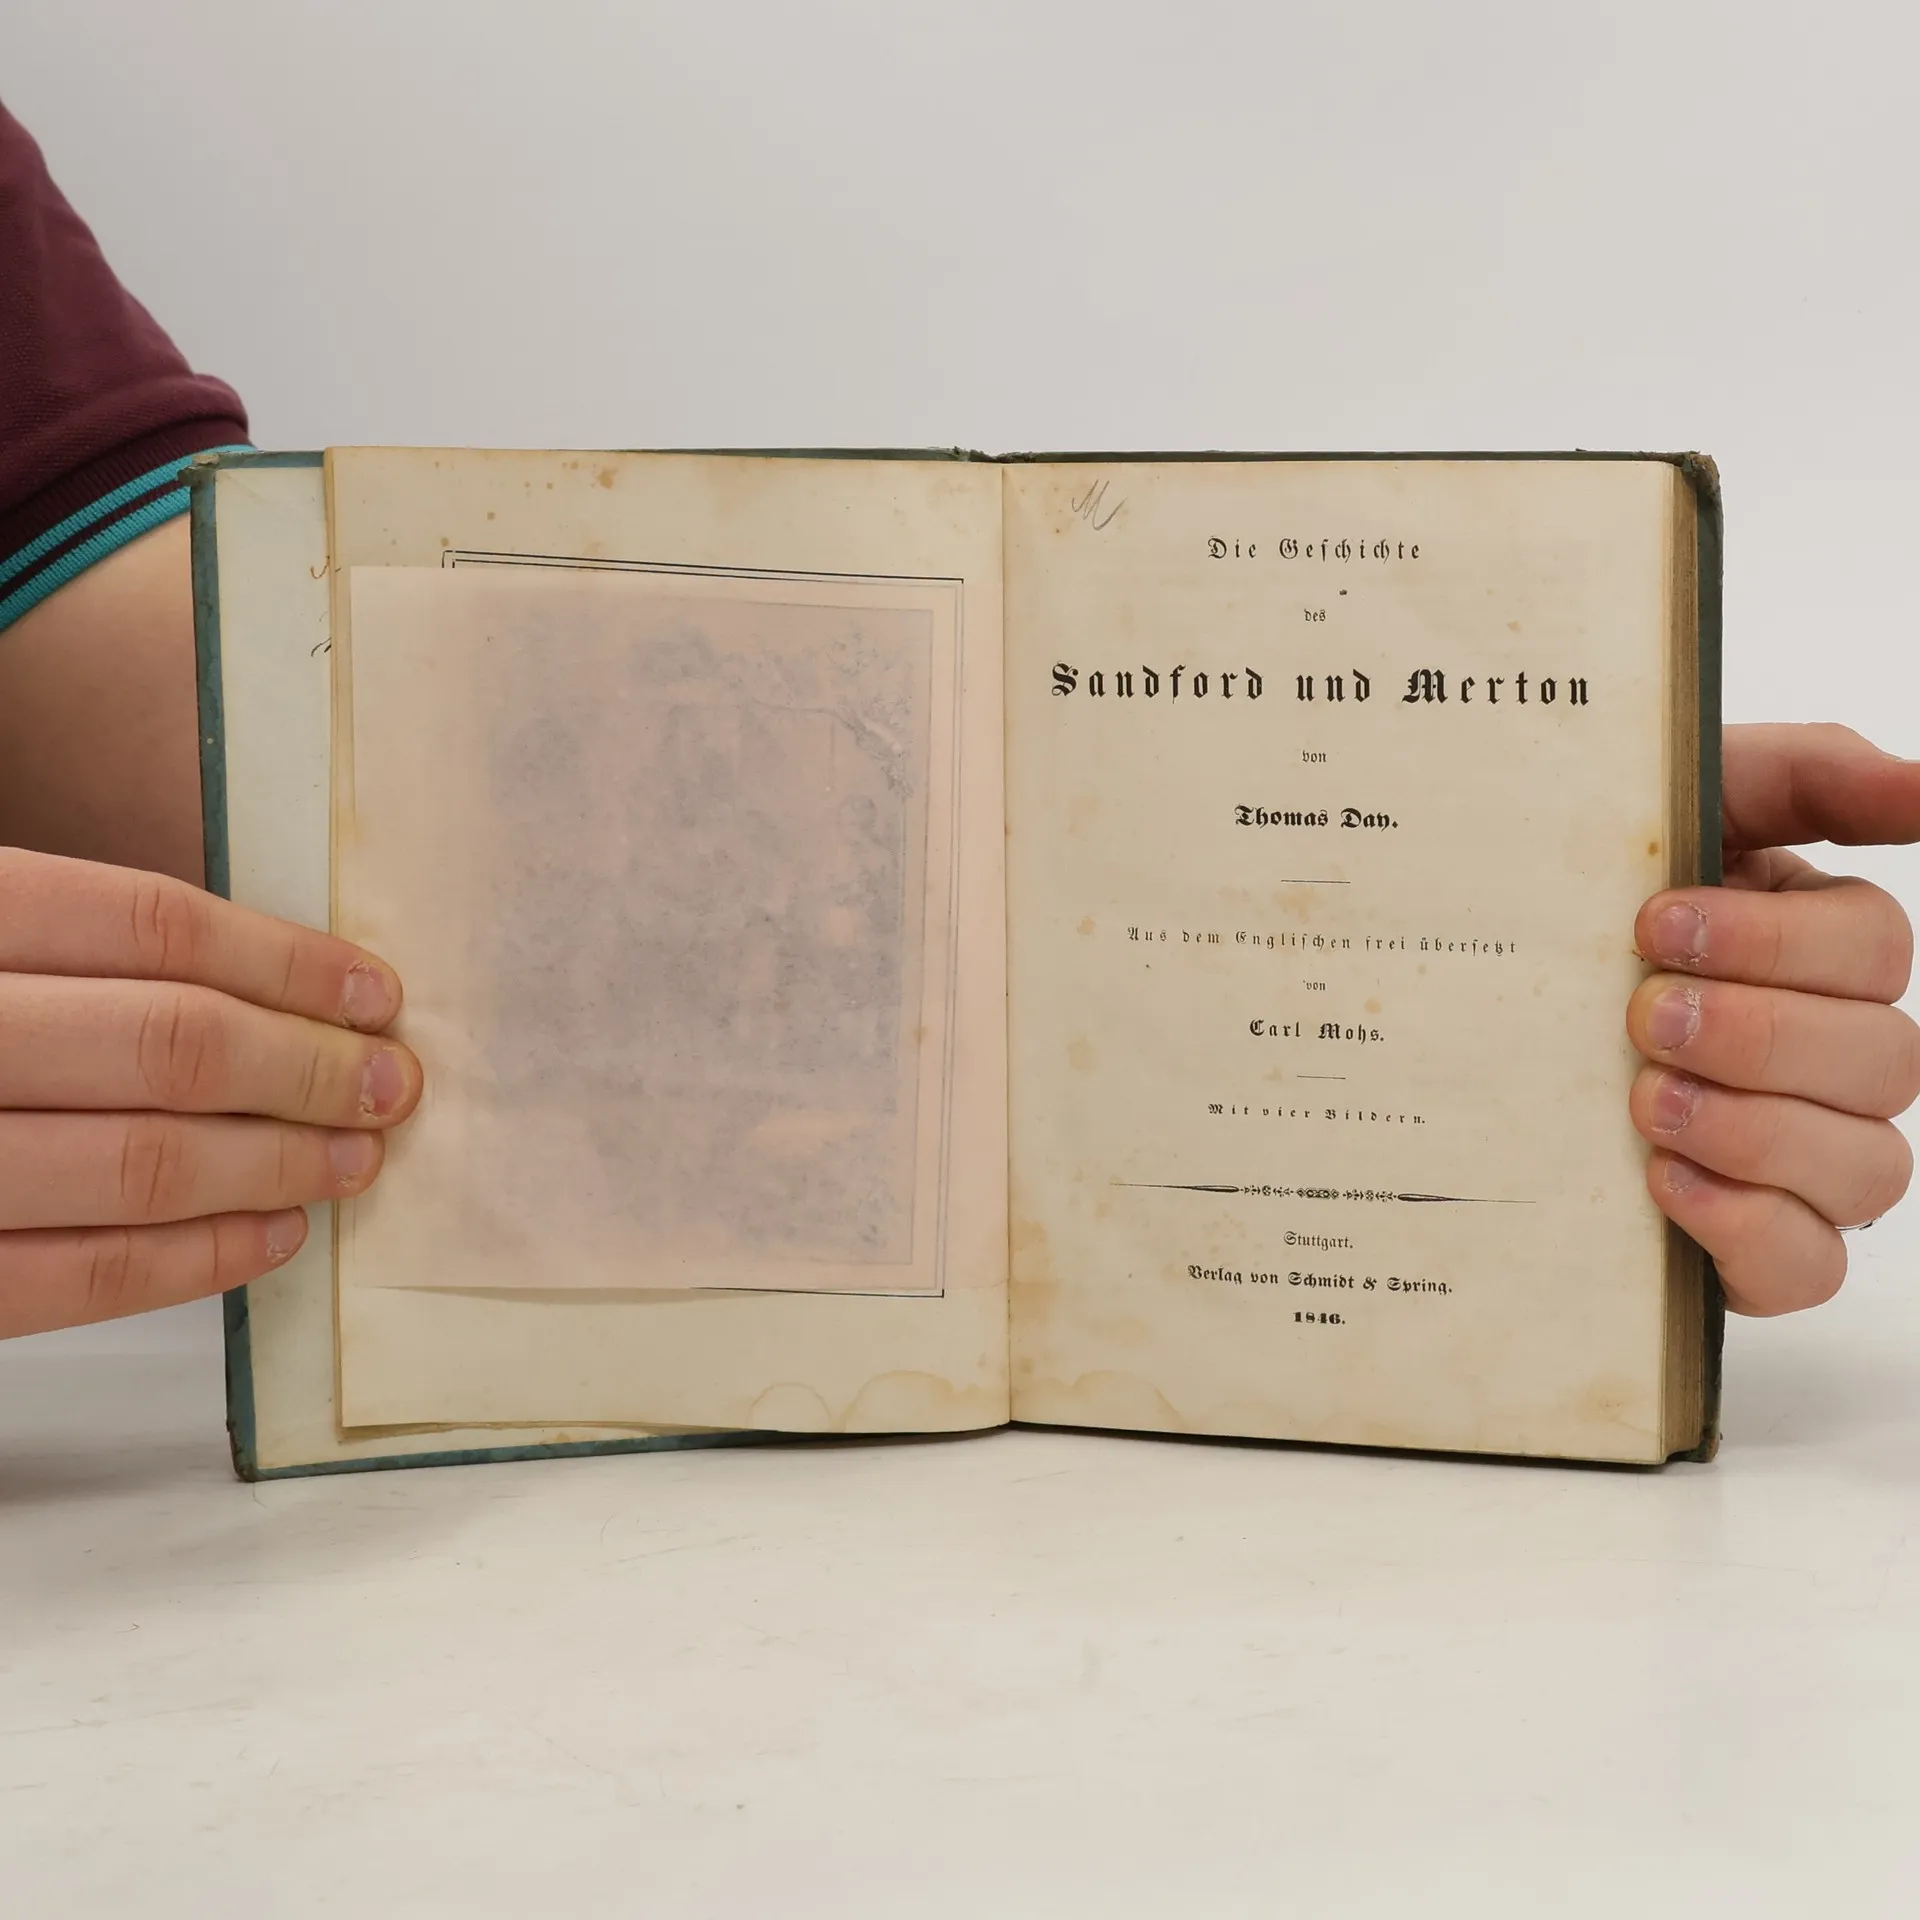 M
Die Geschichte
des
Sandford und Merton
von
Thomas Day.
Aus dem Englischen frei übersetzt
von
Carl Mohs.
Mit vier Bildern.
Stuttgart.
Verlag von Schmidt & Spring.
1846.